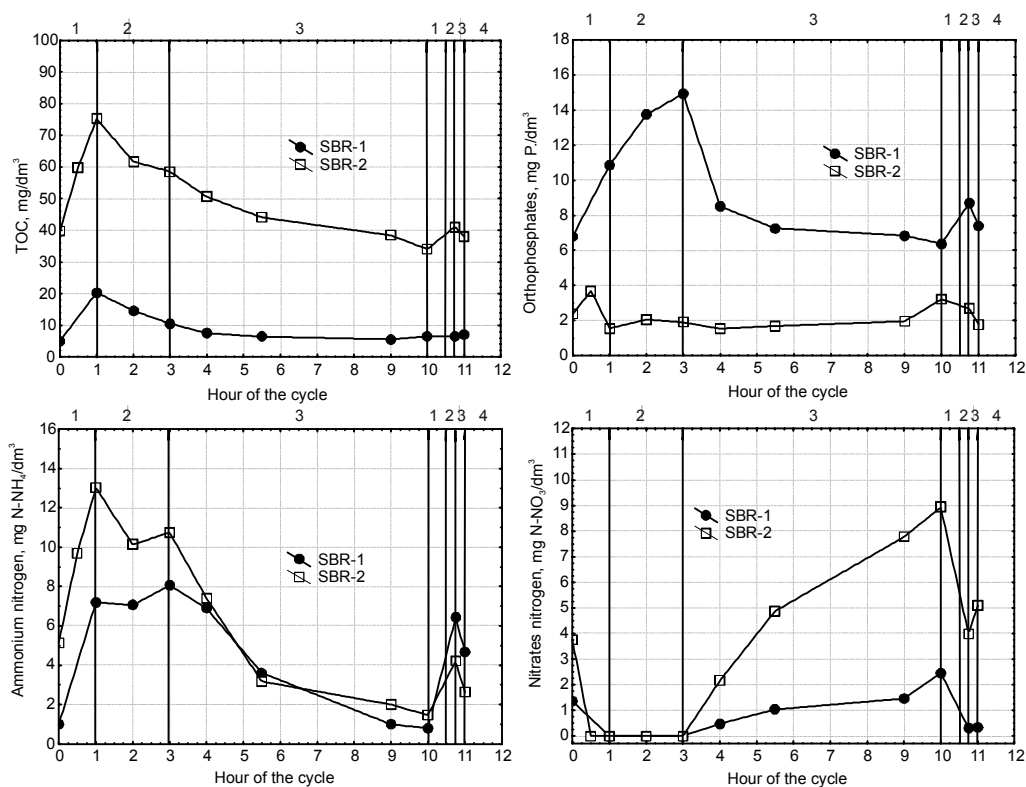 1 2 3 1 2 3 4
100
90
80
70
60
50
40
30
20
10
0
TOC, mg/dm³
SBR-1
SBR-2
0 1 2 3 4 5 6 7 8 9 10 11 12
Hour of the cycle
1 2 3 1 2 3 4
18
16
14
12
10
8
6
4
2
0
Orthophosphates, mg P./dm³
SBR-1
SBR-2
0 1 2 3 4 5 6 7 8 9 10 11 12
Hour of the cycle
1 2 3 1 2 3 4
16
14
12
10
8
6
4
2
0
Ammonium nitrogen, mg N-NH₄/dm³
SBR-1
SBR-2
0 1 2 3 4 5 6 7 8 9 10 11 12
Hour of the cycle
1 2 3 1 2 3 4
12
11
10
9
8
7
6
5
4
3
2
1
0
Nitrates nitrogen, mg N-NO₃/dm³
SBR-1
SBR-2
0 1 2 3 4 5 6 7 8 9 10 11 12
Hour of the cycle